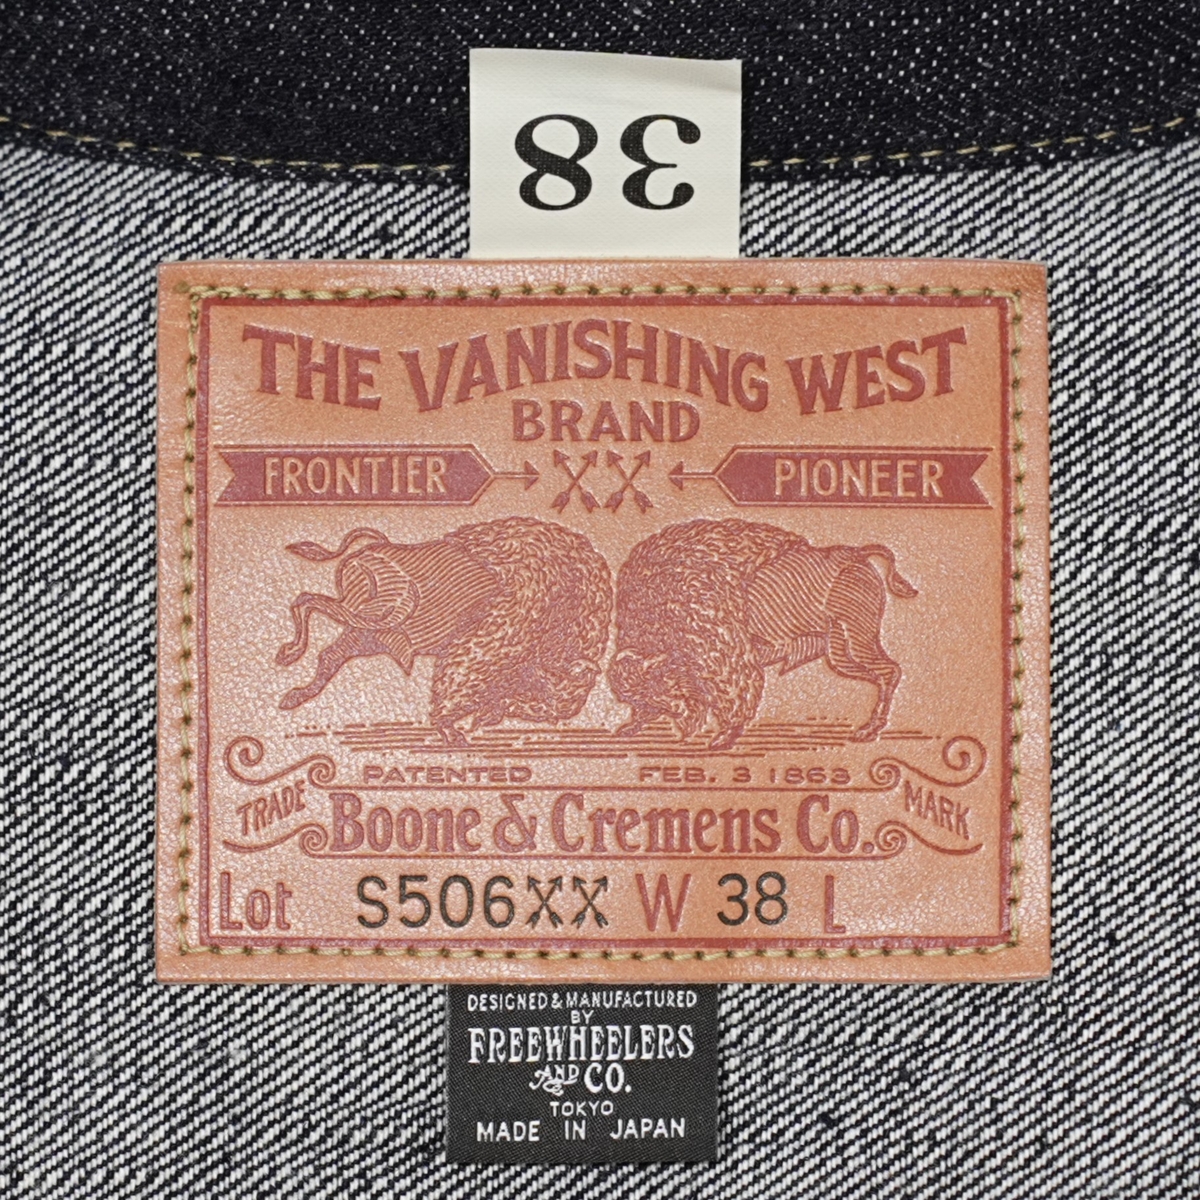 38
THE VANISHING WEST
BRAND
FRONTIER PIONEER
PATENTED FEB. 3 1863
TRADE Boone & Cremens Co. MARK
Lot S506XX W 38 L
DESIGNED & MANUFACTURED
BY
FREEWHEELERS
AND CO.
TOKYO
MADE IN JAPAN